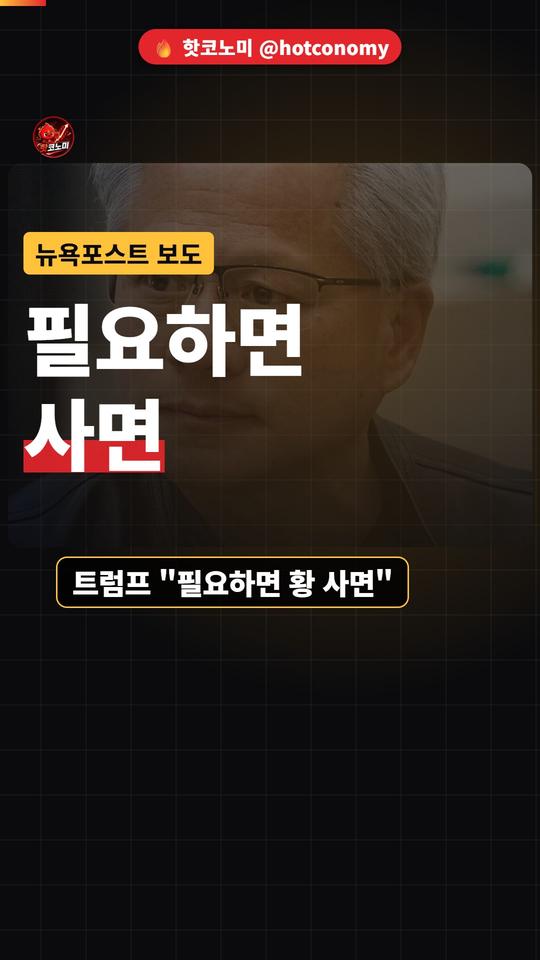 핫코노미 @hotconomy
핫코노미
뉴욕포스트 보도
필요하면
사면
트럼프 "필요하면 황 사면"